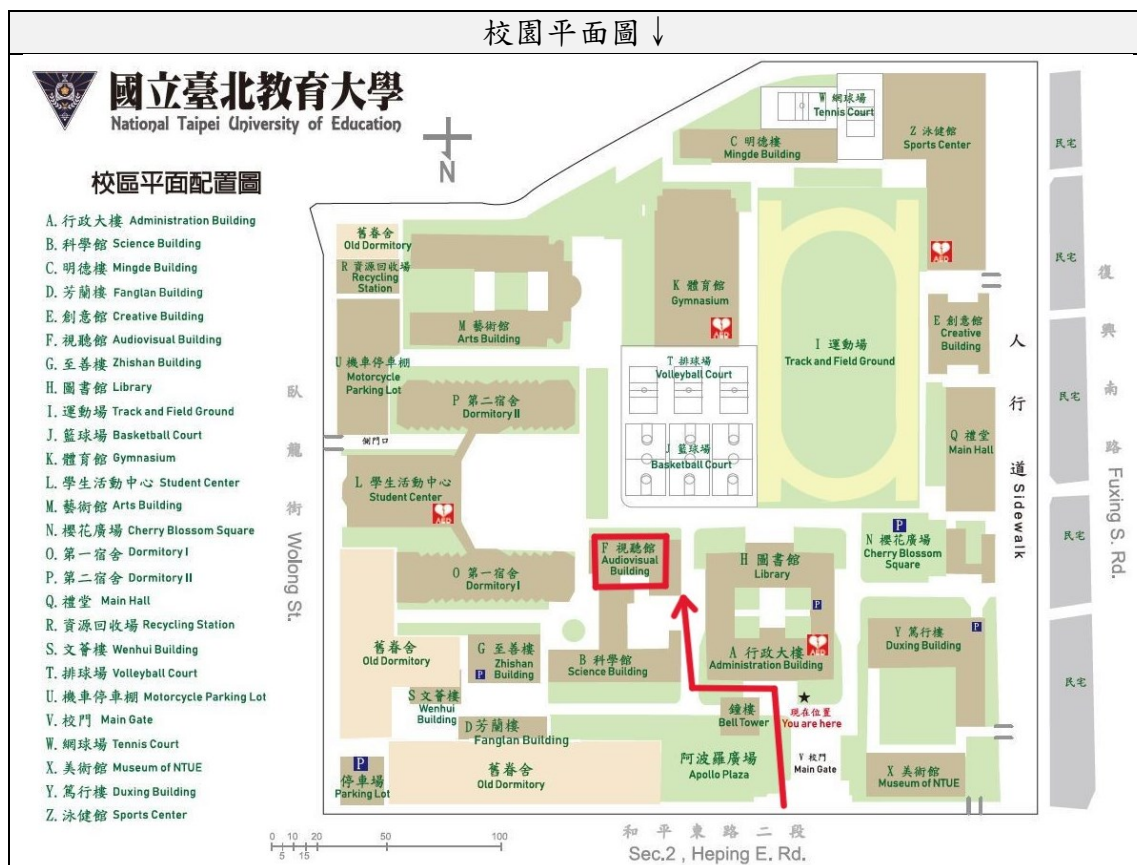 校園平面圖↓
國立臺北教育大學
National Taipei University of Education
N
校區平面配置圖
A. 行政大樓 Administration Building
B. 科學館 Science Building
C. 明德樓 Mingde Building
D. 芳蘭樓 Fanglan Building
E. 創意館 Creative Building
F. 視聽館 Audiovisual Building
G. 至善樓 Zhishan Building
H. 圖書館 Library
I. 運動場 Track and Field Ground
J. 籃球場 Basketball Court
K. 體育館 Gymnasium
L. 學生活動中心 Student Center
M. 藝術館 Arts Building
N. 櫻花廣場 Cherry Blossom Square
O. 第一宿舍 Dormitory I
P. 第二宿舍 Dormitory II
Q. 禮堂 Main Hall
R. 資源回收場 Recycling Station
S. 文薈樓 Wenhui Building
T. 排球場 Volleyball Court
U. 機車停車棚 Motorcycle Parking Lot
V. 校門 Main Gate
W. 網球場 Tennis Court
X. 美術館 Museum of NTUE
Y. 篤行樓 Duxing Building
Z. 泳健館 Sports Center
W 網球場
Tennis Court
C 明德樓
Mingde Building
Z 泳健館
Sports Center
民宅
舊眷舍
Old Dormitory
R 資源回收場
Recycling
Station
M 藝術館
Arts Building
K 體育館
Gymnasium
AED
AED
民宅
復興南路 Fuxing S. Rd.
U 機車停車棚
Motorcycle
Parking Lot
I 運動場
Track and Field Ground
E 創意館
Creative
Building
人行道 Sidewalk
民宅
T 排球場
Volleyball Court
P 第二宿舍
Dormitory II
臥龍街 Wolong St.
側門口
J 籃球場
Basketball Court
Q 禮堂
Main Hall
L 學生活動中心
Student Center
AED
P
N 櫻花廣場
Cherry Blossom
Square
民宅
F 視聽館
Audiovisual
Building
H 圖書館
Library
P
O 第一宿舍
Dormitory I
舊眷舍
Old Dormitory
G 至善樓
Zhishan
Building
P
B 科學館
Science Building
A 行政大樓
Administration Building
AED
Y 篤行樓
Duxing Building
P
民宅
S 文薈樓
Wenhui
Building
D 芳蘭樓
Fanglan Building
鐘樓
Bell Tower
現在位置
You are here
P
停車場
Parking Lot
舊眷舍
Old Dormitory
阿波羅廣場
Apollo Plaza
V 校門
Main Gate
X 美術館
Museum of NTUE
0 10 20 50 100
5 15
和平東路二段
Sec.2 , Heping E. Rd.